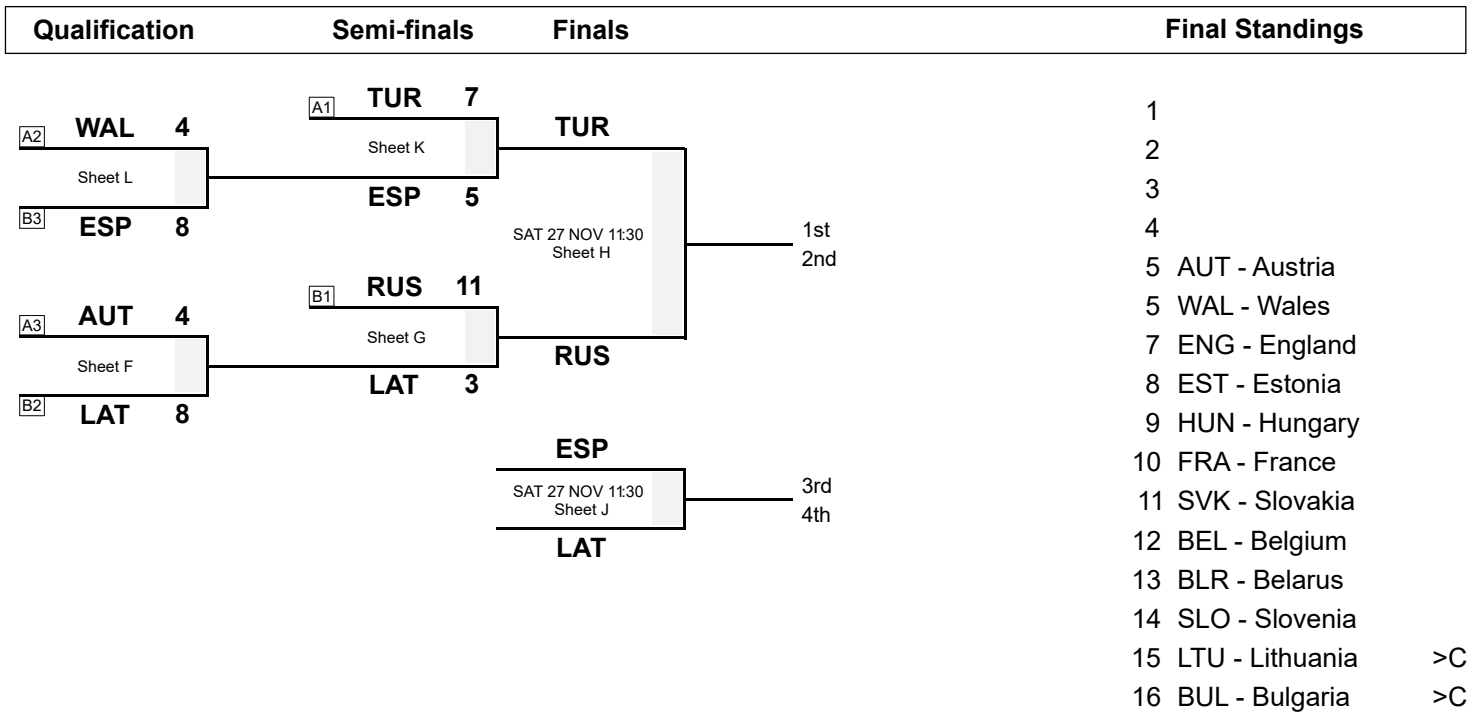 Qualification Semi-finals Finals Final Standings
A1 TUR 7
A2 WAL 4
Sheet K
TUR
Sheet L
ESP 5
B3 ESP 8
SAT 27 NOV 11:30
Sheet H
1st
2nd
B1 RUS 11
A3 AUT 4
Sheet G
RUS
Sheet F
LAT 3
B2 LAT 8
ESP
SAT 27 NOV 11:30
Sheet J
3rd
4th
LAT
1
2
3
4
5 AUT - Austria
5 WAL - Wales
7 ENG - England
8 EST - Estonia
9 HUN - Hungary
10 FRA - France
11 SVK - Slovakia
12 BEL - Belgium
13 BLR - Belarus
14 SLO - Slovenia
15 LTU - Lithuania >C
16 BUL - Bulgaria >C